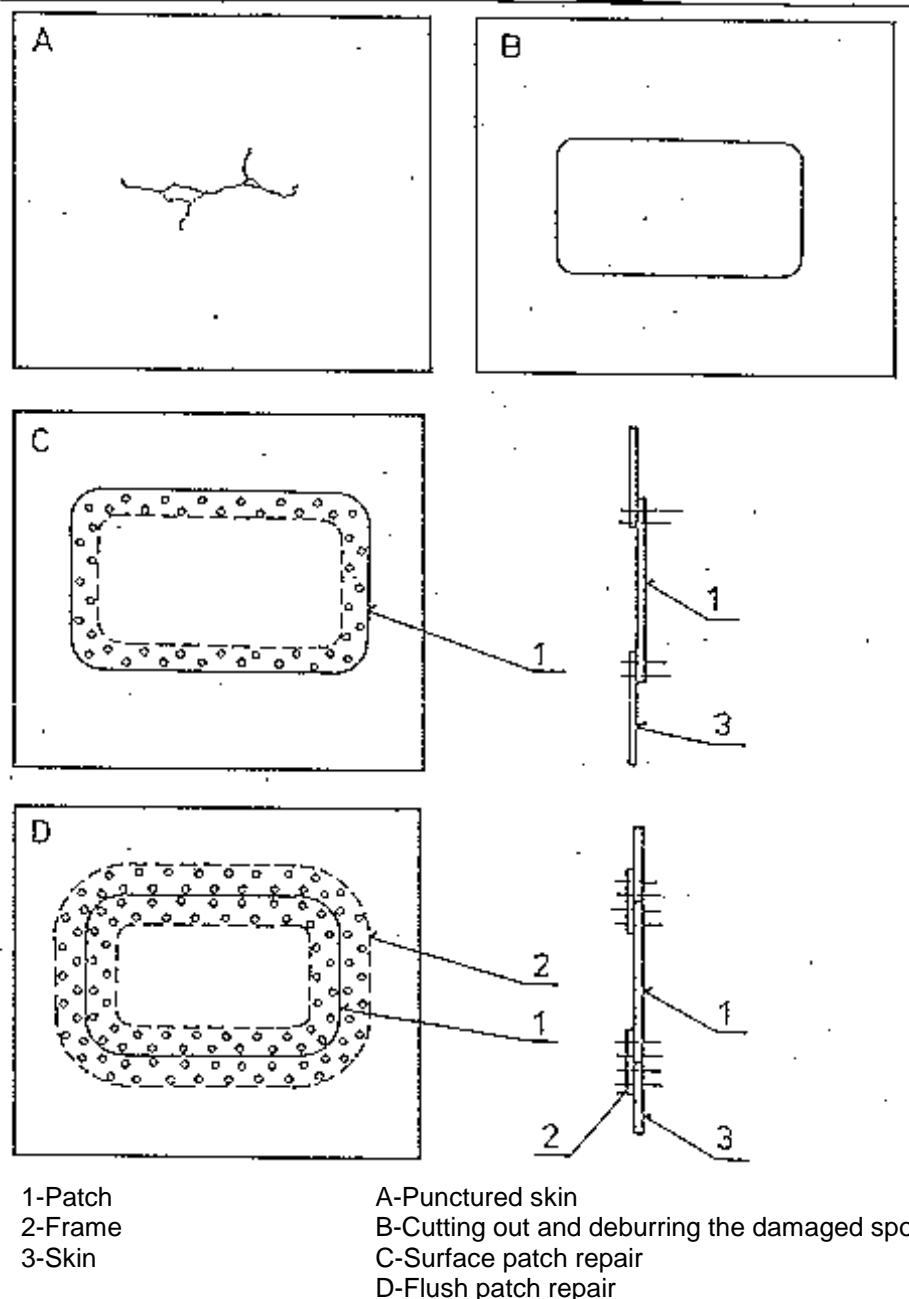 A
B
C
1
1
3
D
2
1
1
2
3
1-Patch A-Punctured skin
2-Frame B-Cutting out and deburring the damaged spo
3-Skin C-Surface patch repair
D-Flush patch repair